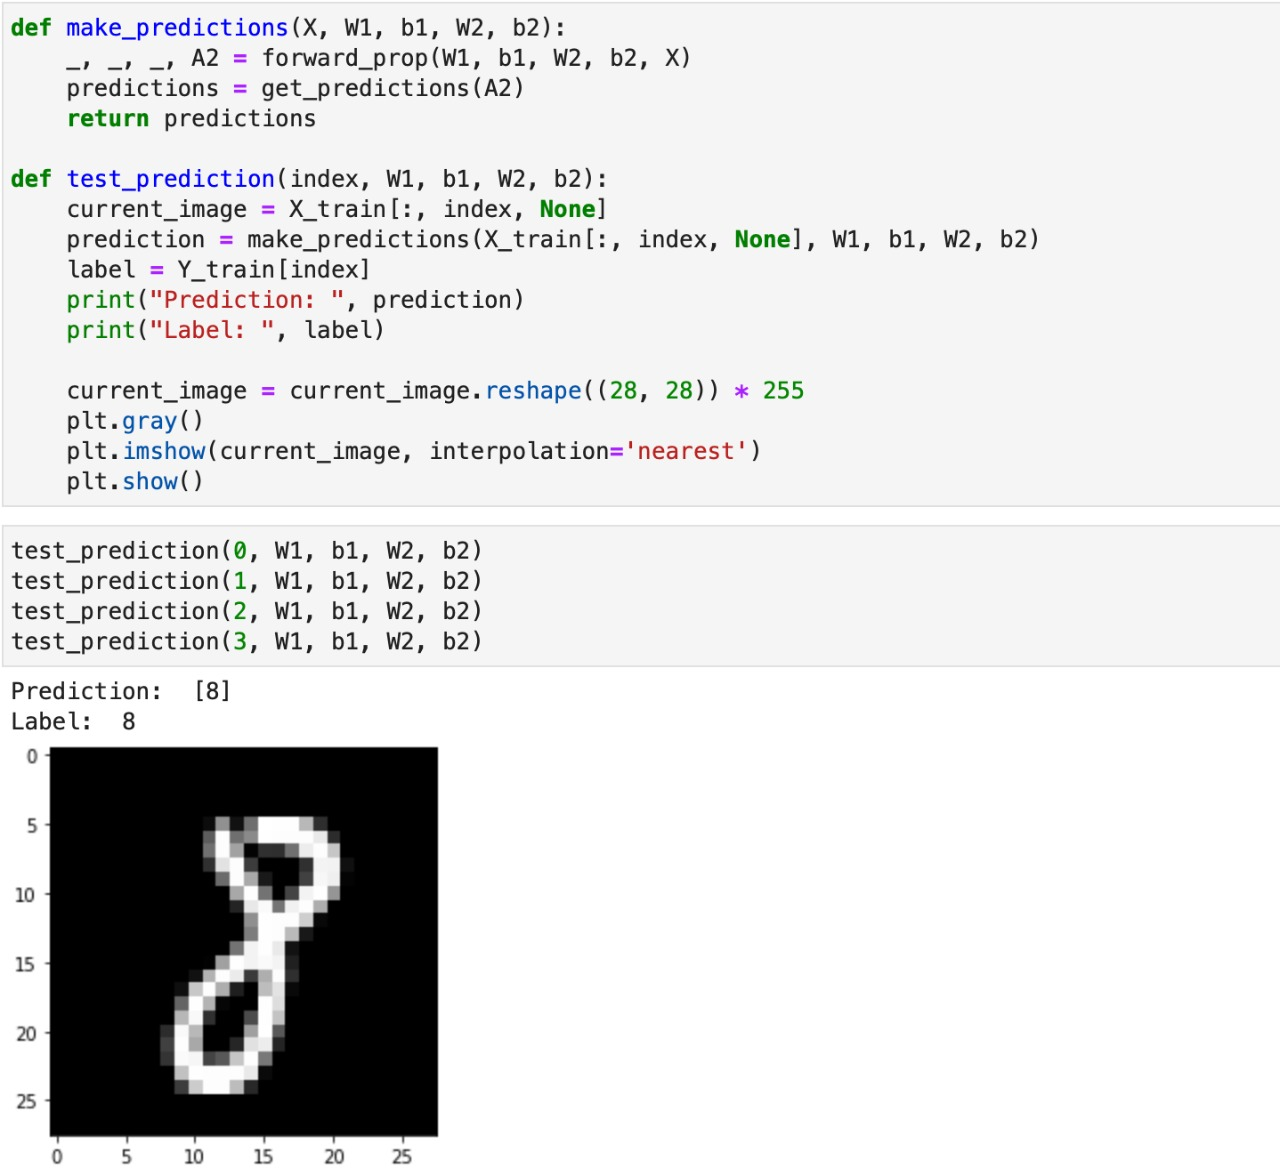 def make_predictions(X, W1, b1, W2, b2):
    _, _, _, A2 = forward_prop(W1, b1, W2, b2, X)
    predictions = get_predictions(A2)
    return predictions

def test_prediction(index, W1, b1, W2, b2):
    current_image = X_train[:, index, None]
    prediction = make_predictions(X_train[:, index, None], W1, b1, W2, b2)
    label = Y_train[index]
    print("Prediction: ", prediction)
    print("Label: ", label)

    current_image = current_image.reshape((28, 28)) * 255
    plt.gray()
    plt.imshow(current_image, interpolation='nearest')
    plt.show()

test_prediction(0, W1, b1, W2, b2)
test_prediction(1, W1, b1, W2, b2)
test_prediction(2, W1, b1, W2, b2)
test_prediction(3, W1, b1, W2, b2)

Prediction:  [8]
Label:  8
0
5
10
15
20
25
0 5 10 15 20 25
8